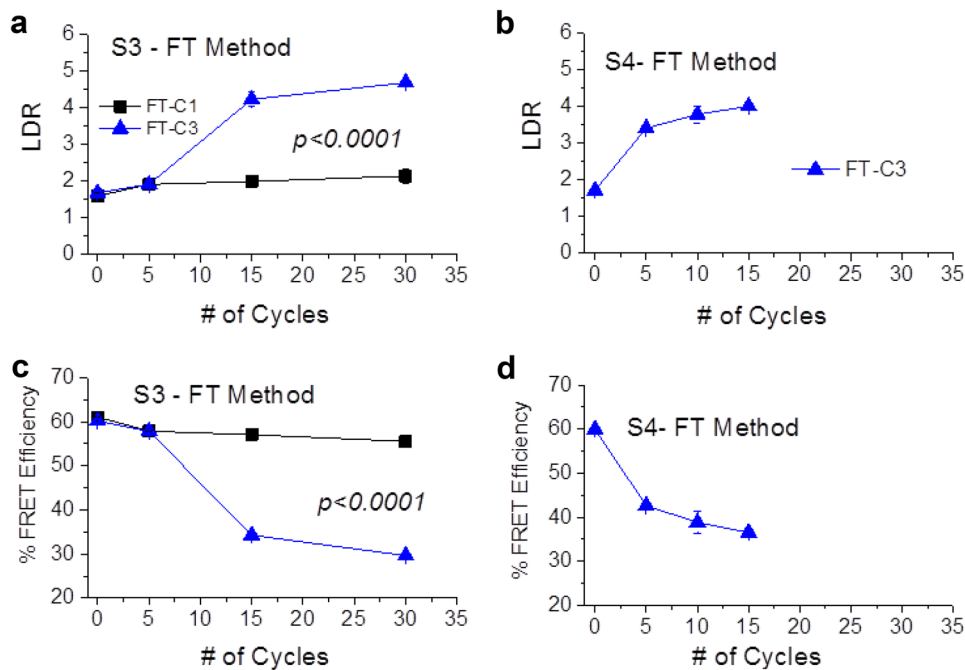 a
S3 - FT Method
LDR
6
5
4
3
2
1
0
FT-C1
FT-C3
p<0.0001
0 5 10 15 20 25 30 35
# of Cycles
b
S4- FT Method
LDR
6
5
4
3
2
1
0
FT-C3
0 5 10 15 20 25 30 35
# of Cycles
c
S3 - FT Method
% FRET Efficiency
70
60
50
40
30
20
p<0.0001
0 5 10 15 20 25 30 35
# of Cycles
d
S4- FT Method
% FRET Efficiency
70
60
50
40
30
20
0 5 10 15 20 25 30 35
# of Cycles